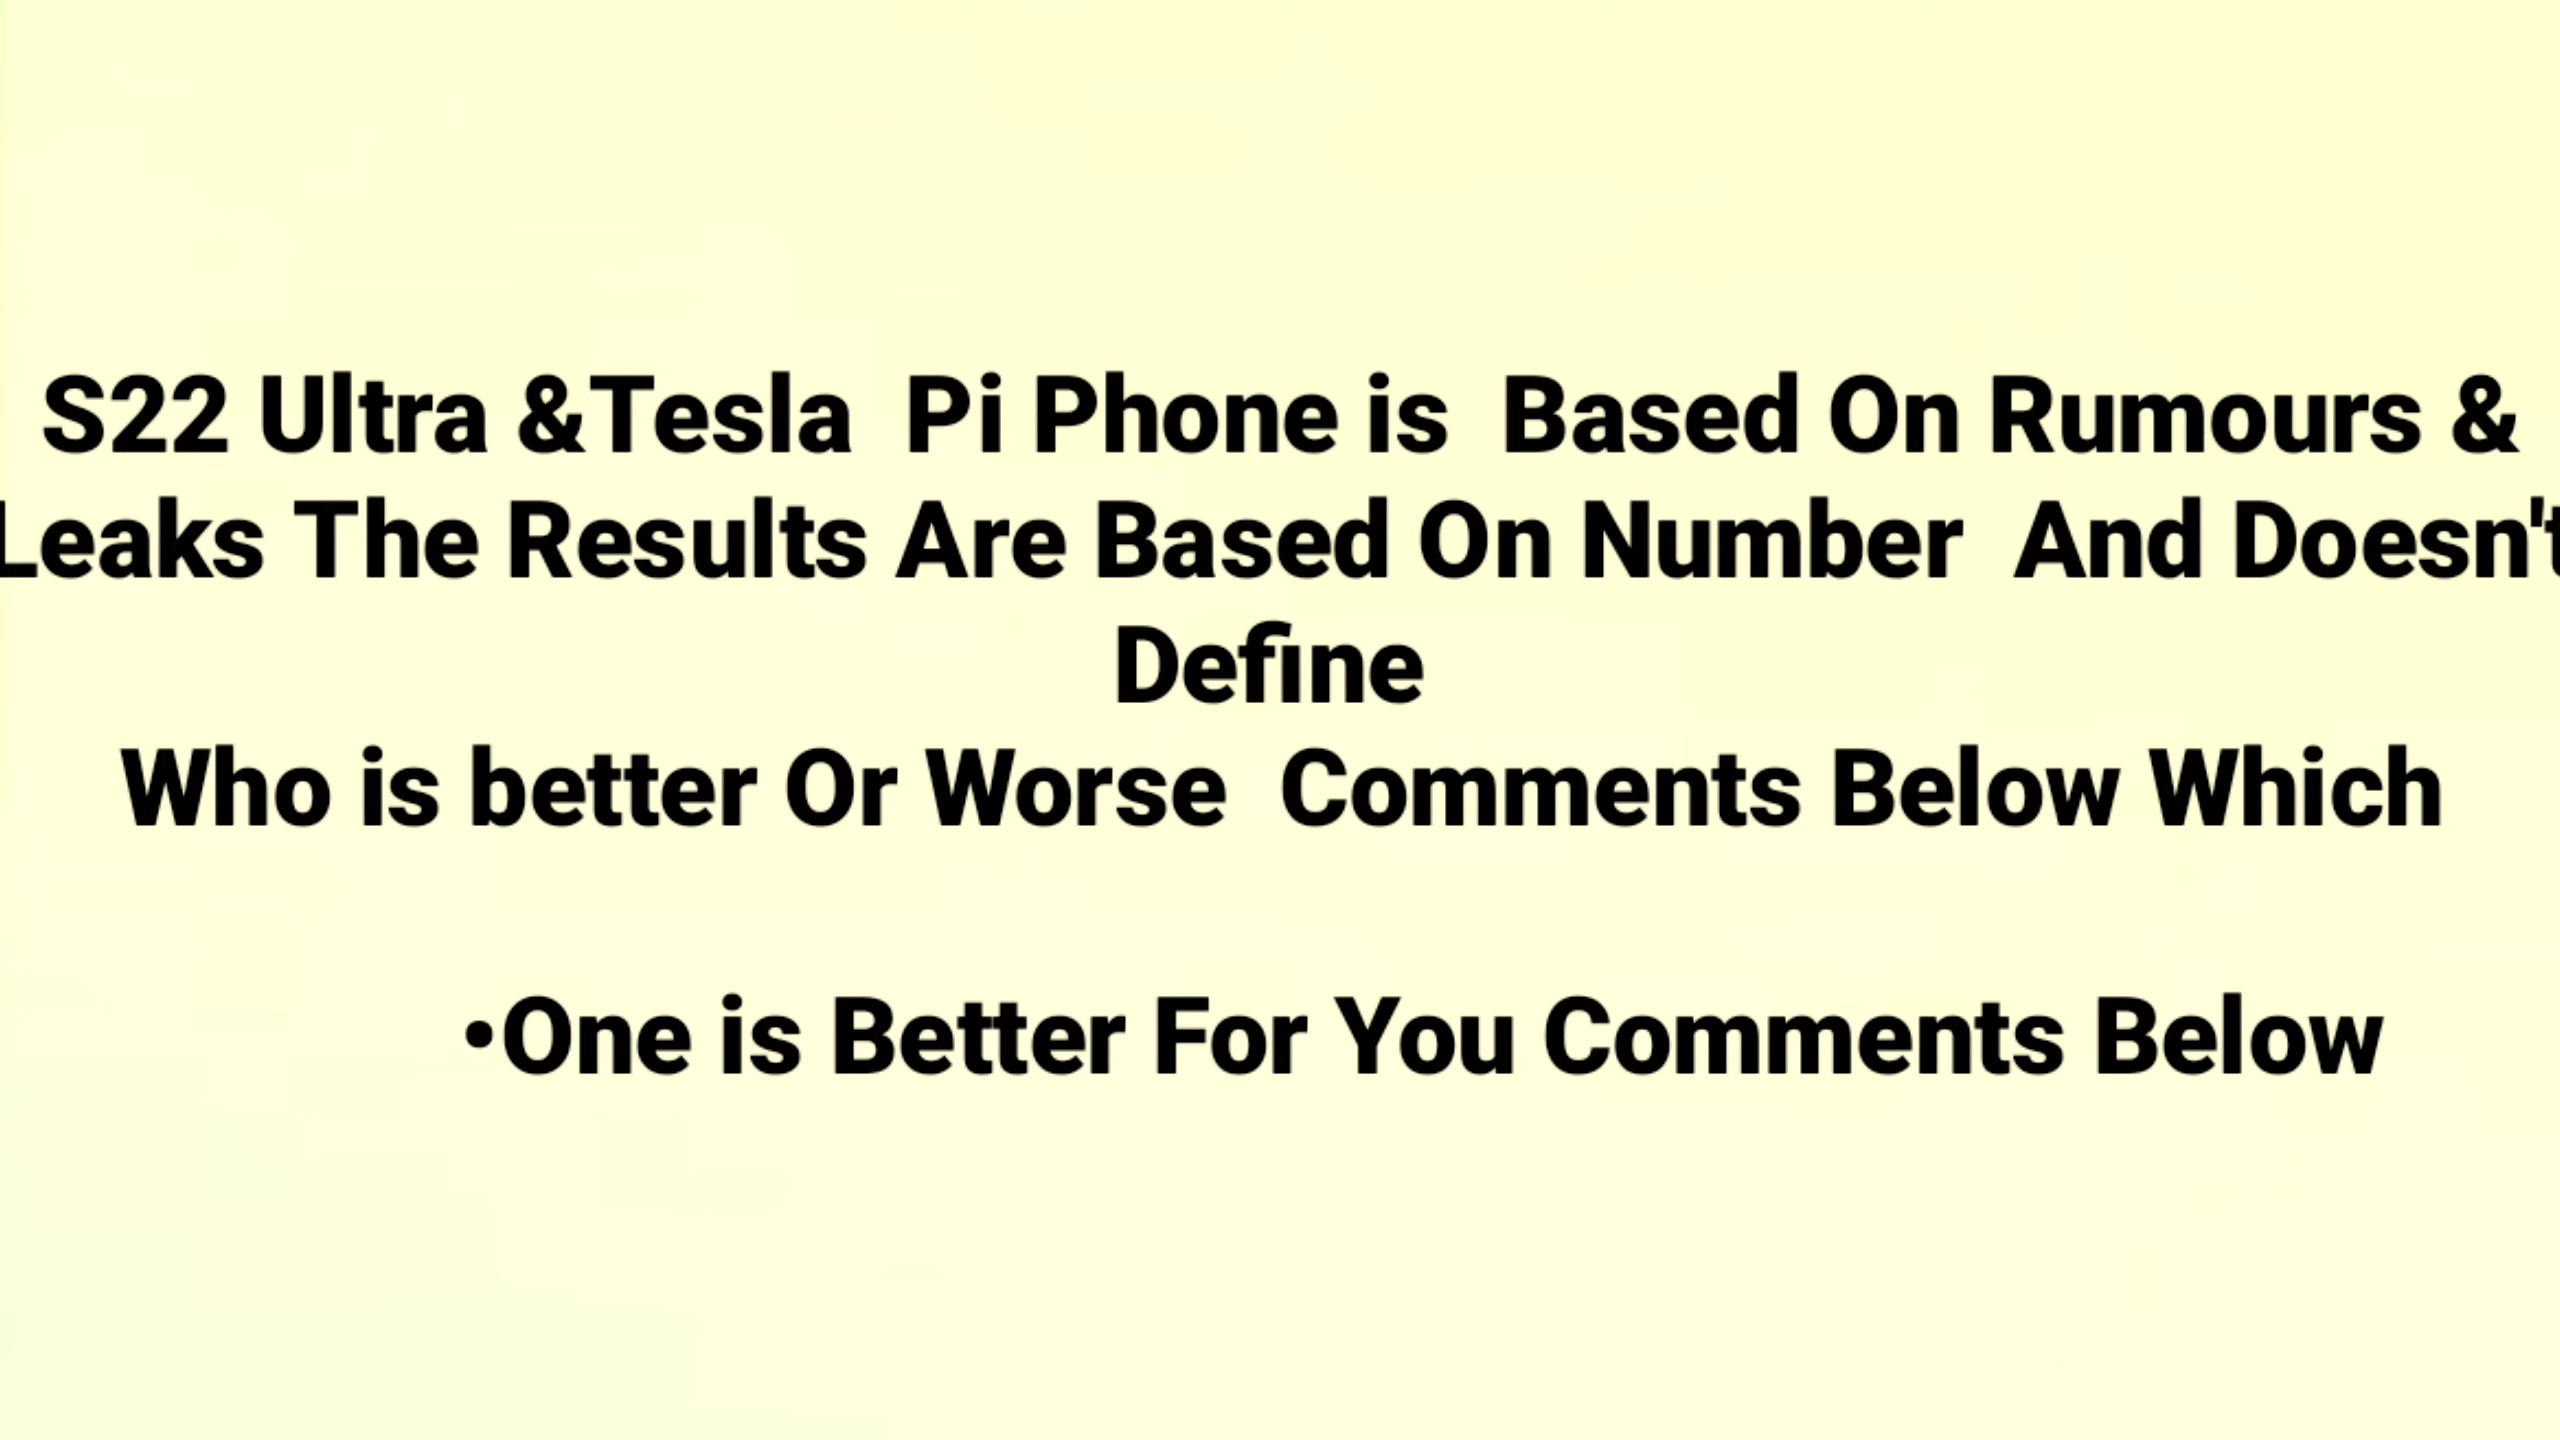 S22 Ultra &Tesla  Pi Phone is  Based On Rumours &
Leaks The Results Are Based On Number  And Doesn't
Define
Who is better Or Worse  Comments Below Which
•One is Better For You Comments Below